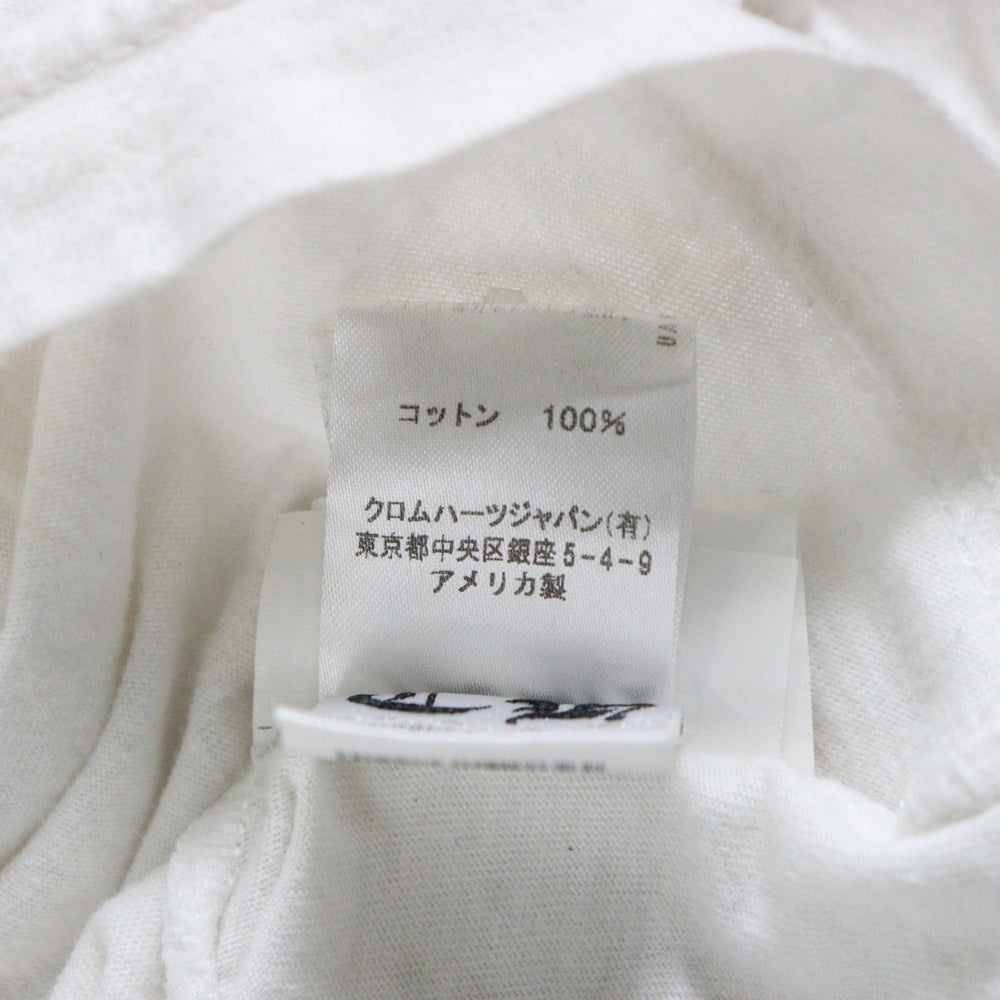 コットン 100%
クロムハーツジャパン(有)
東京都中央区銀座5-4-9
アメリカ製